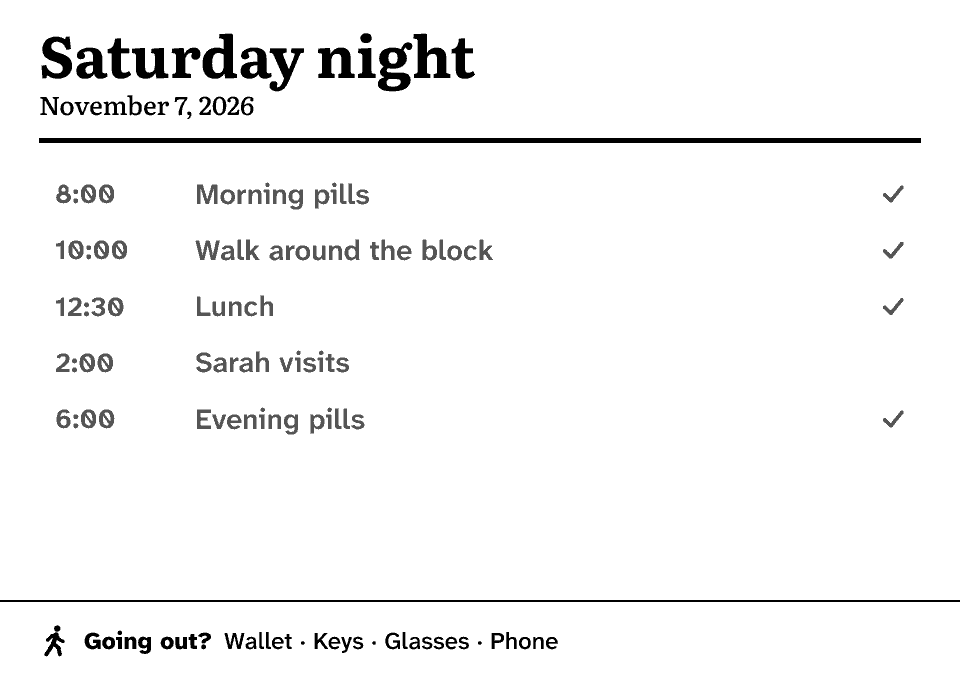 Saturday night
November 7, 2026
8:00 Morning pills ✓
10:00 Walk around the block ✓
12:30 Lunch ✓
2:00 Sarah visits
6:00 Evening pills ✓
Going out? Wallet · Keys · Glasses · Phone